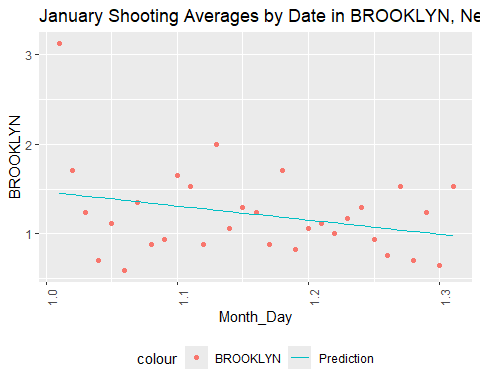 January Shooting Averages by Date in BROOKLYN, Ne
BROOKLYN
3
2
1
1.0
1.1
1.2
1.3
Month_Day
colour
BROOKLYN
Prediction